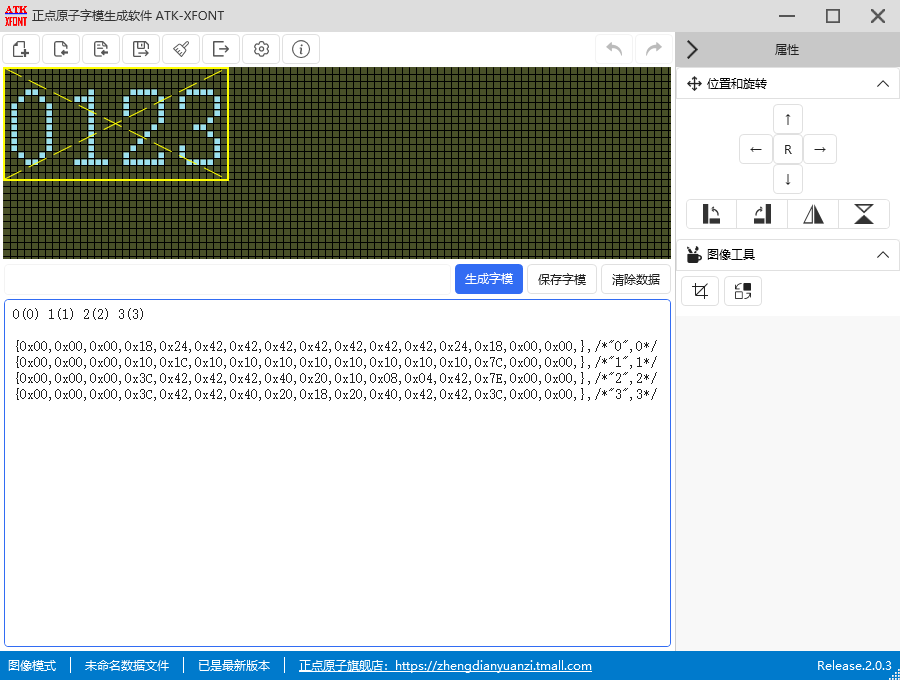 ATK
XFONT
正点原子字模生成软件 ATK-XFONT
属性
位置和旋转
↑
← R →
↓
图像工具
0123
生成字模 保存字模 清除数据
0(0) 1(1) 2(2) 3(3)
{0x00,0x00,0x00,0x18,0x24,0x42,0x42,0x42,0x42,0x42,0x42,0x42,0x24,0x18,0x00,0x00,},/*"0",0*/
{0x00,0x00,0x00,0x10,0x1C,0x10,0x10,0x10,0x10,0x10,0x10,0x10,0x10,0x7C,0x00,0x00,},/*"1",1*/
{0x00,0x00,0x00,0x3C,0x42,0x42,0x42,0x40,0x20,0x10,0x08,0x04,0x42,0x7E,0x00,0x00,},/*"2",2*/
{0x00,0x00,0x00,0x3C,0x42,0x42,0x40,0x20,0x18,0x20,0x40,0x42,0x42,0x3C,0x00,0x00,},/*"3",3*/
图像模式 未命名数据文件 已是最新版本 正点原子旗舰店：https://zhengdianyuanzi.tmall.com Release.2.0.3